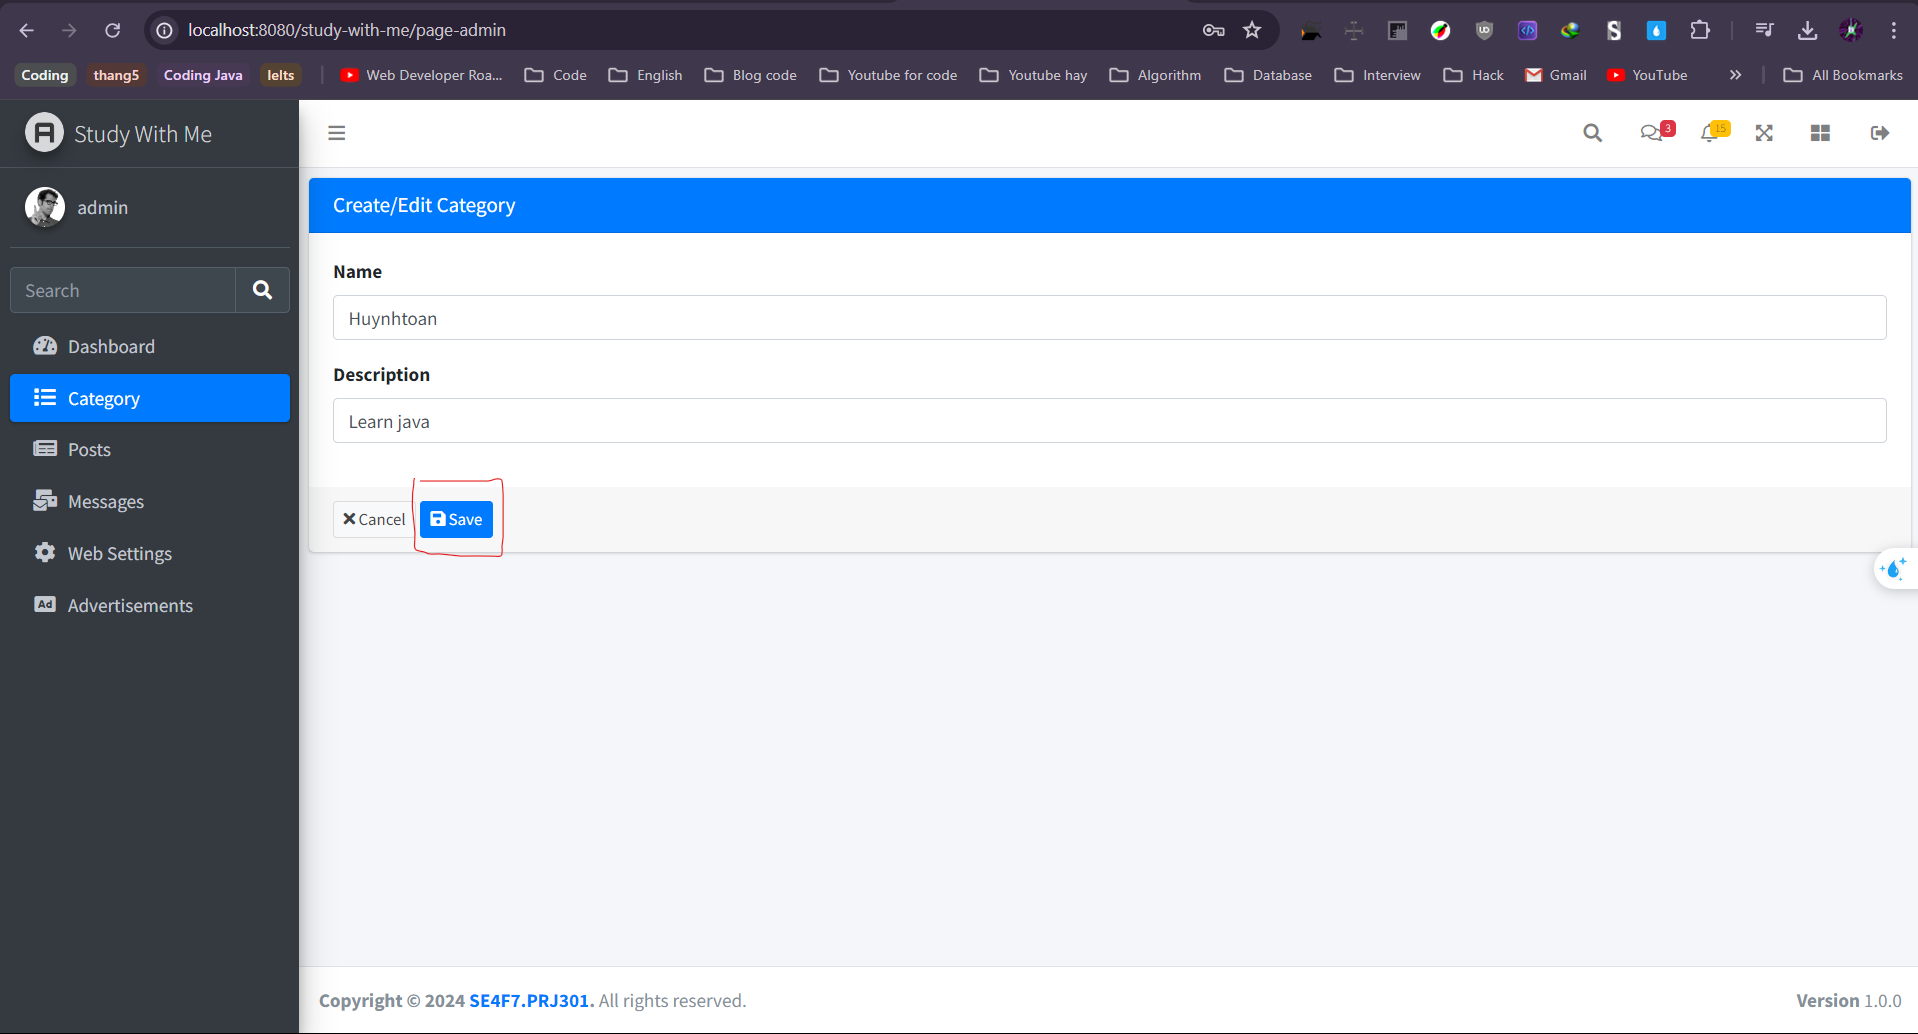 localhost:8080/study-with-me/page-admin
Coding thang5 Coding Java Ielts Web Developer Roa... Code English Blog code Youtube for code Youtube hay Algorithm Database Interview Hack Gmail YouTube » All Bookmarks
Study With Me
3 15
admin
Search
Dashboard
Category
Posts
Messages
Web Settings
Ad Advertisements
Create/Edit Category
Name
Huynhtoan
Description
Learn java
Cancel Save
Copyright © 2024 SE4F7.PRJ301. All rights reserved.
Version 1.0.0